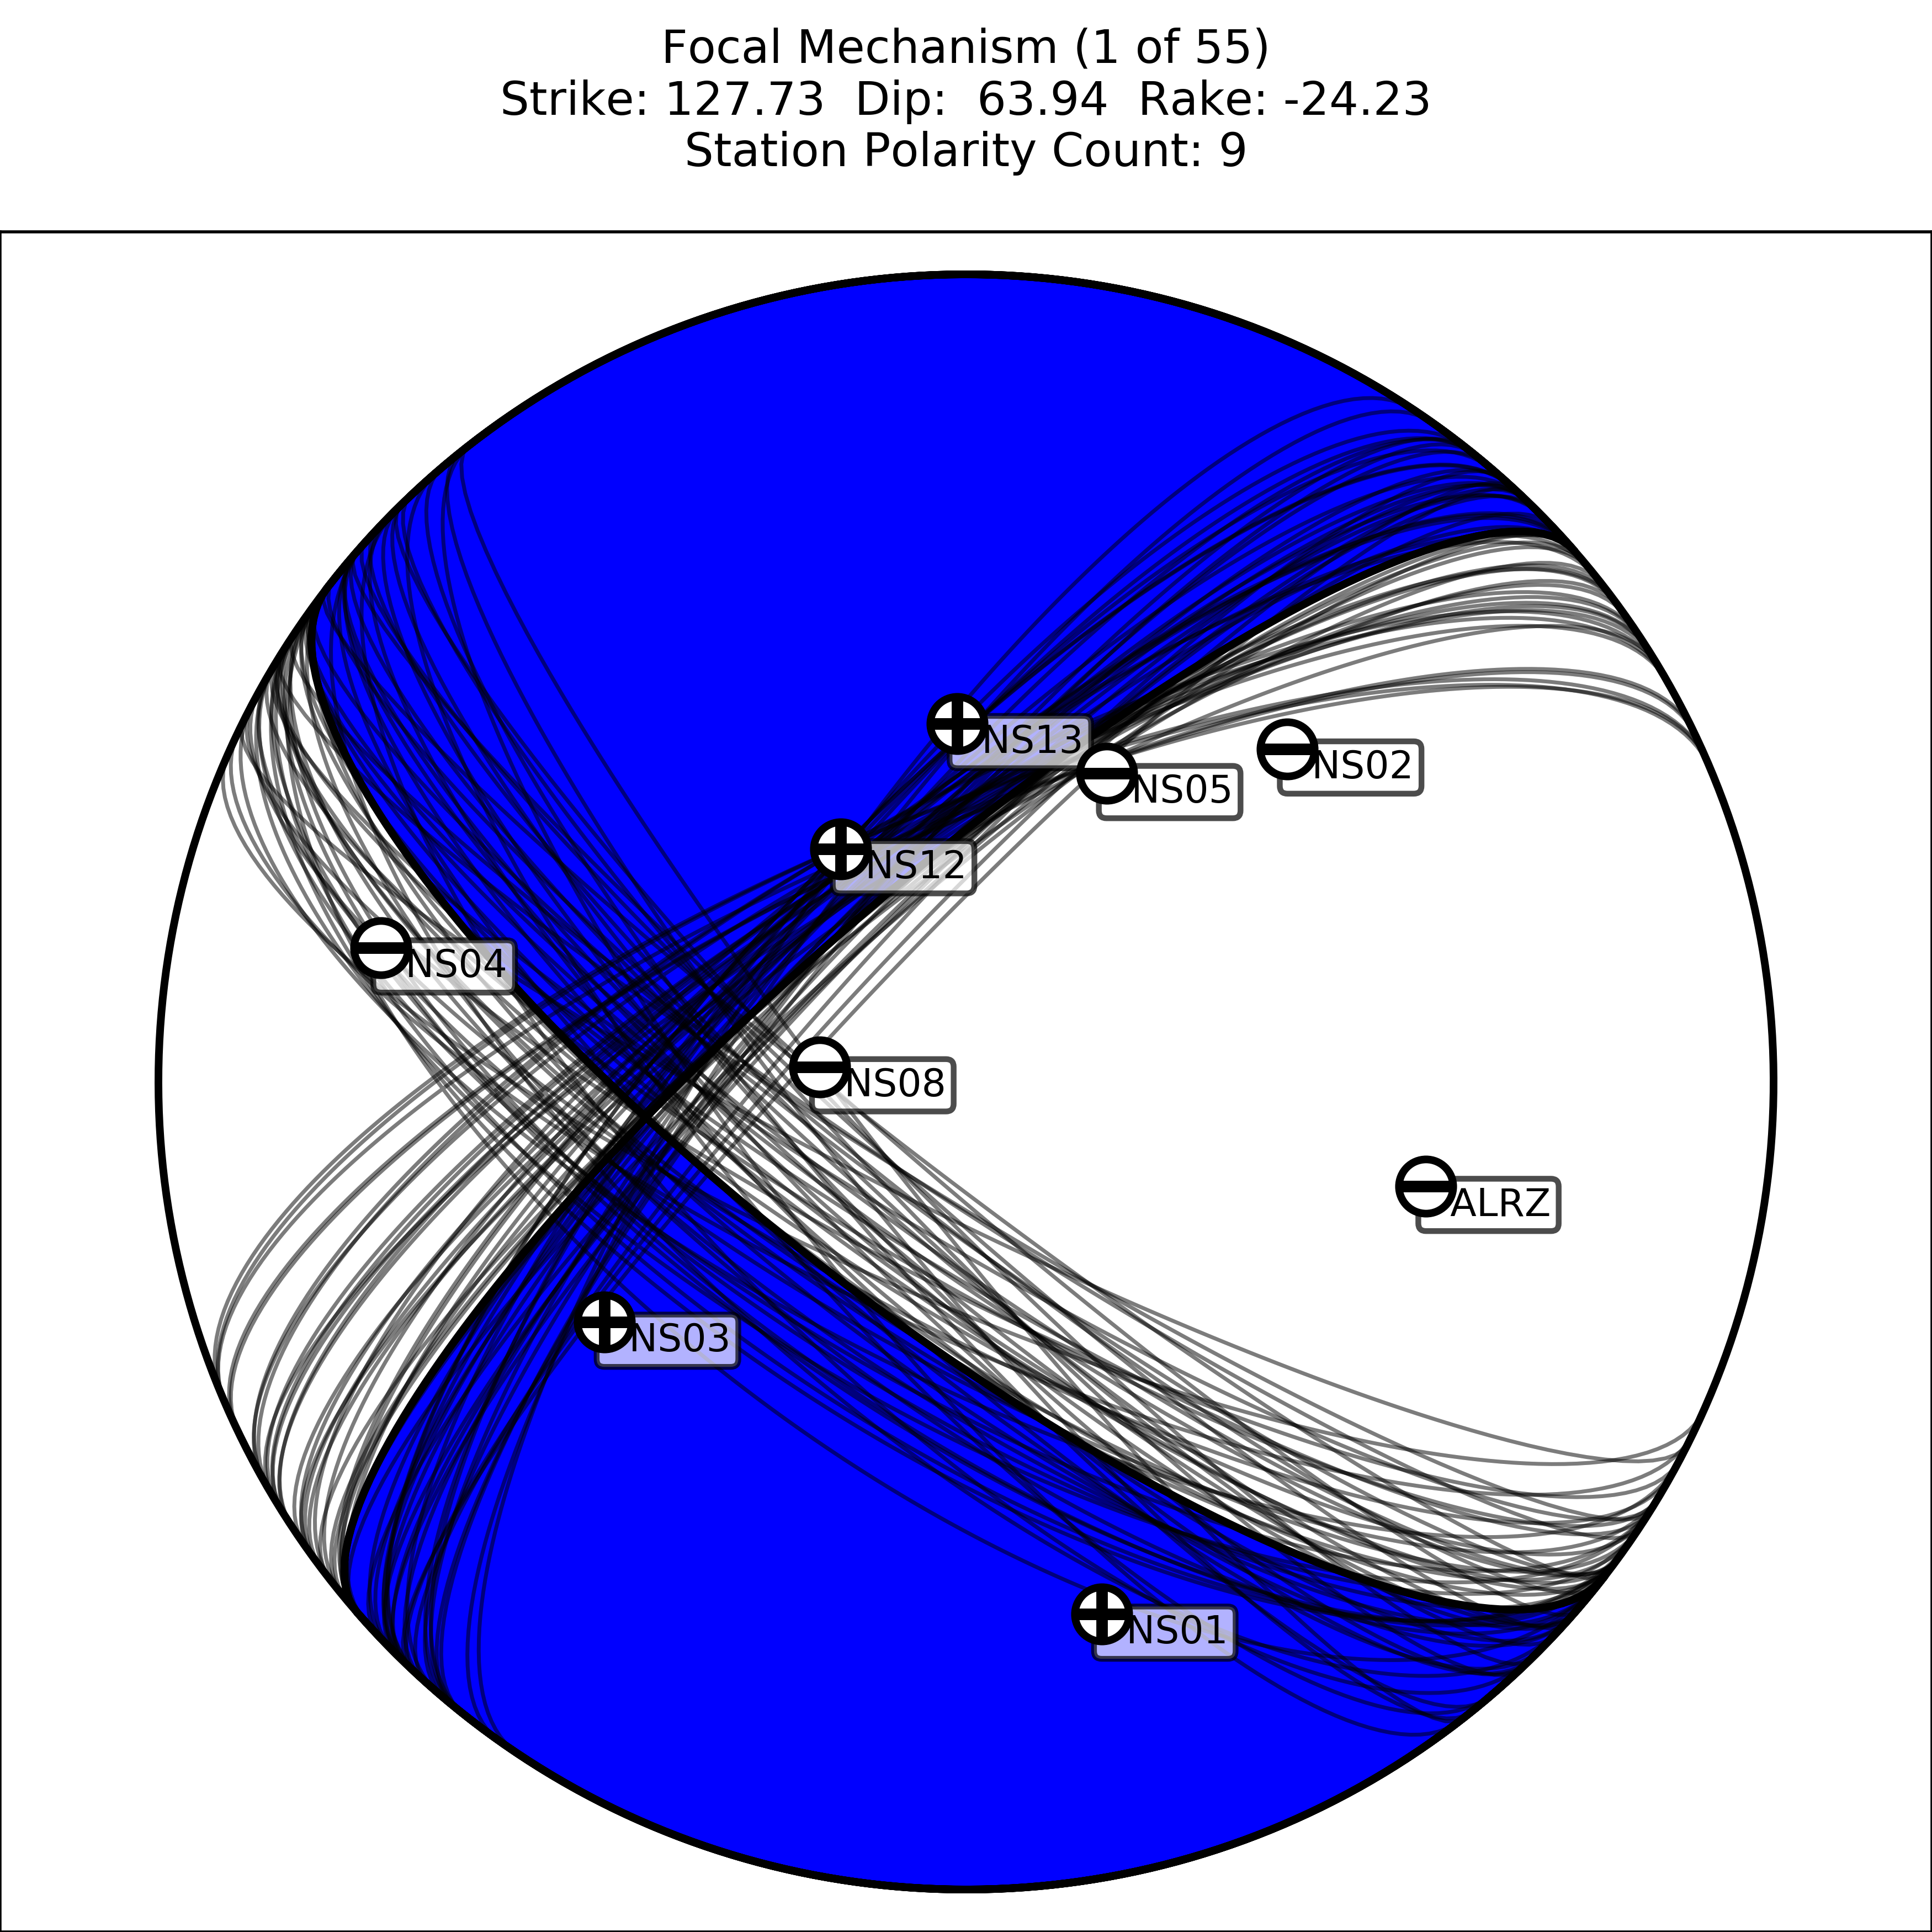 Focal Mechanism (1 of 55)
Strike: 127.73 Dip: 63.94 Rake: -24.23
Station Polarity Count: 9
NS13
NS02
NS05
NS12
NS04
NS08
ALRZ
NS03
NS01